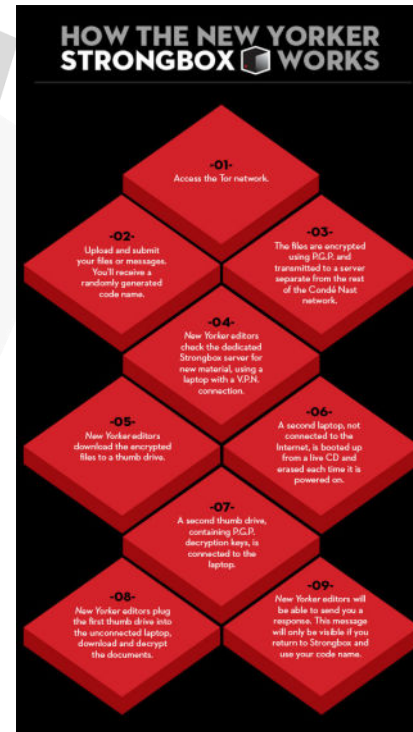 HOW THE NEW YORKER
STRONGBOX WORKS
-01-
Access the Tor network.
-02-
Upload and submit
your files or messages.
You'll receive a
randomly generated
code name.
-03-
The files are encrypted
using P.G.P. and
transmitted to a server
separate from the rest
of the Condé Nast
network.
-04-
New Yorker editors
check the dedicated
Strongbox server for
new material, using a
laptop with a V.P.N.
connection.
-05-
New Yorker editors
download the encrypted
files to a thumb drive.
-06-
A second laptop, not
connected to the
Internet, is booted up
from a live CD and
erased each time it is
powered on.
-07-
A second thumb drive,
containing P.G.P.
decryption keys, is
connected to the
laptop.
-08-
New Yorker editors plug
the first thumb drive into
the unconnected laptop,
download and decrypt
the documents.
-09-
New Yorker editors will
be able to send you a
response. This message
will only be visible if you
return to Strongbox and
use your code name.